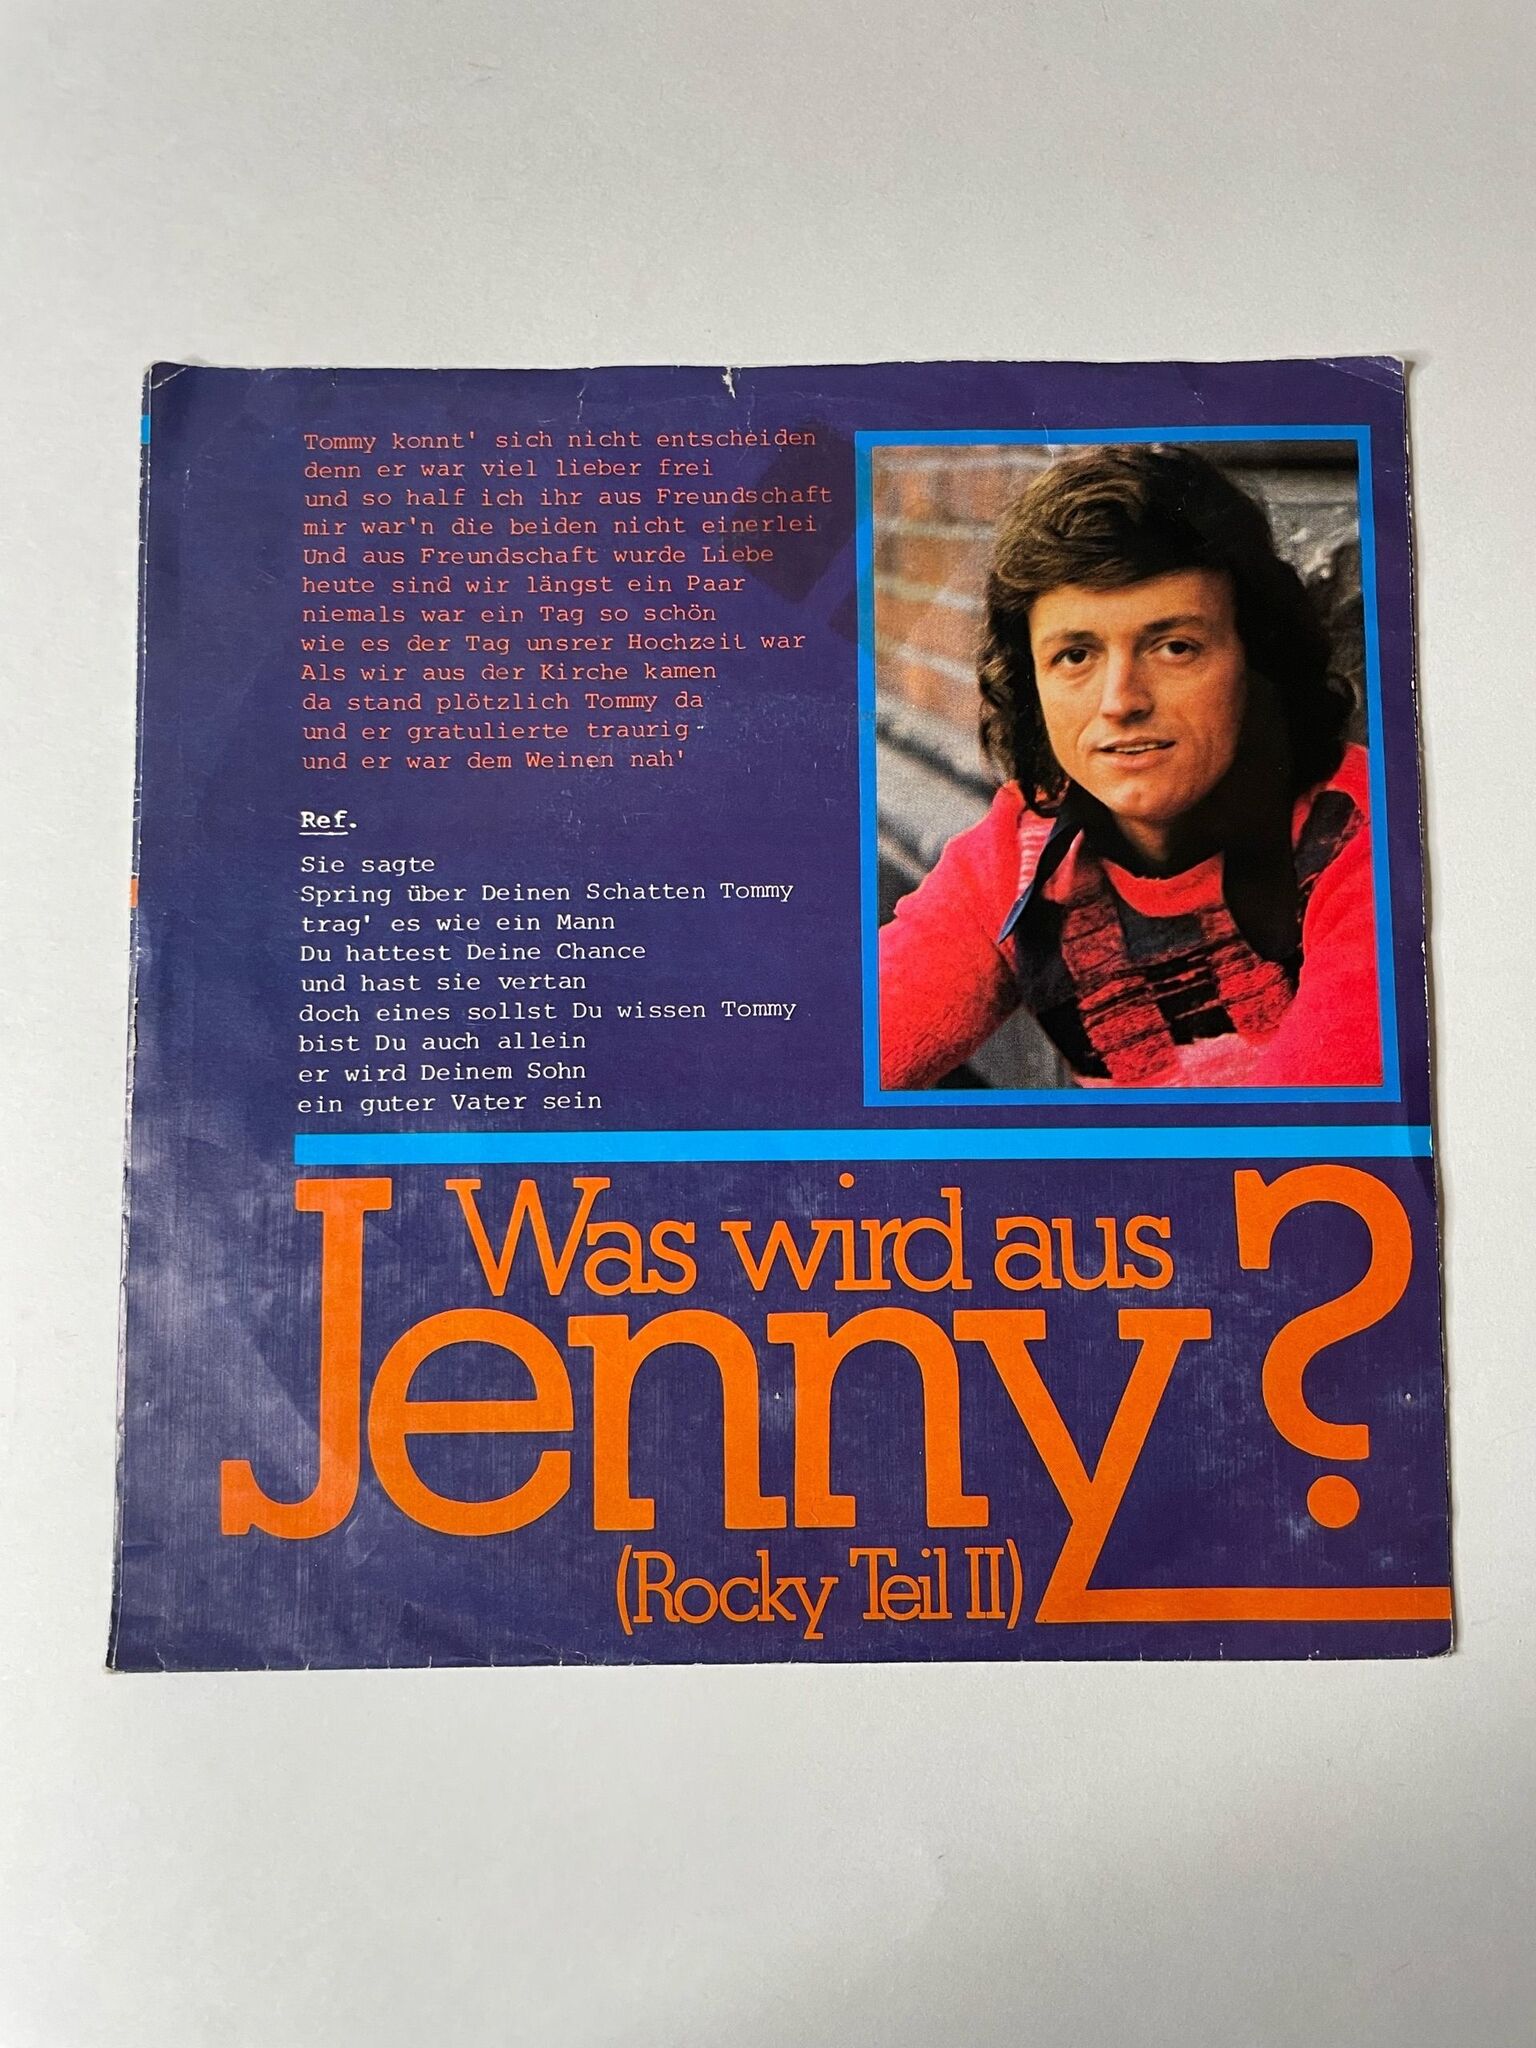 Tommy konnt' sich nicht entscheiden
denn er war viel lieber frei
und so half ich ihr aus Freundschaft
mir war'n die beiden nicht einerlei
Und aus Freundschaft wurde Liebe
heute sind wir längst ein Paar
niemals war ein Tag so schön
wie es der Tag unsrer Hochzeit war
Als wir aus der Kirche kamen
da stand plötzlich Tommy da
und er gratulierte traurig
und er war dem Weinen nah'
Ref.
Sie sagte
Spring über Deinen Schatten Tommy
trag' es wie ein Mann
Du hattest Deine Chance
und hast sie vertan
doch eines sollst Du wissen Tommy
bist Du auch allein
er wird Deinem Sohn
ein guter Vater sein
Was wird aus
Jenny?
(Rocky Teil II)